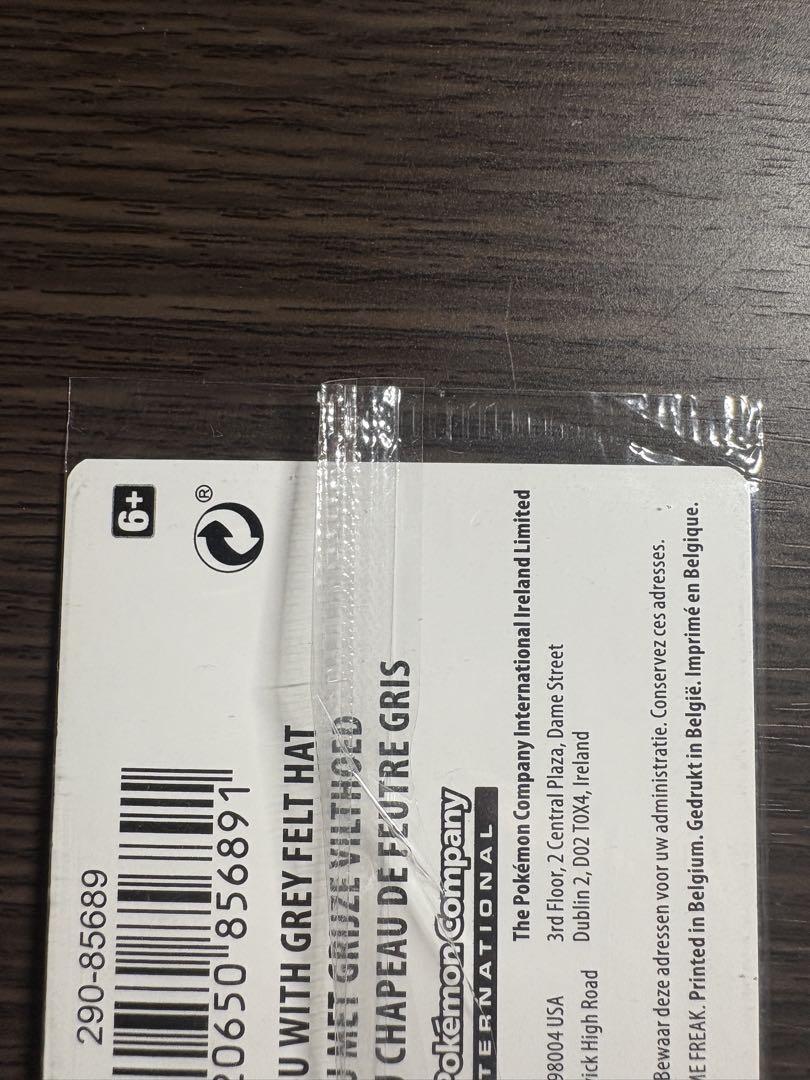 6+
®
290-85689
20650 856891
U WITH GREY FELT HAT
U MET GRIJZE VILTHOED
U CHAPEAU DE FEUTRE GRIS
Pokémon Company
TERNATIONAL
The Pokémon Company International Ireland Limited
3rd Floor, 2 Central Plaza, Dame Street
Dublin 2, D02 T0X4, Ireland
98004 USA
ick High Road
Bewaar deze adressen voor uw administratie. Conservez ces adresses.
ME FREAK. Printed in Belgium. Gedrukt in België. Imprimé en Belgique.